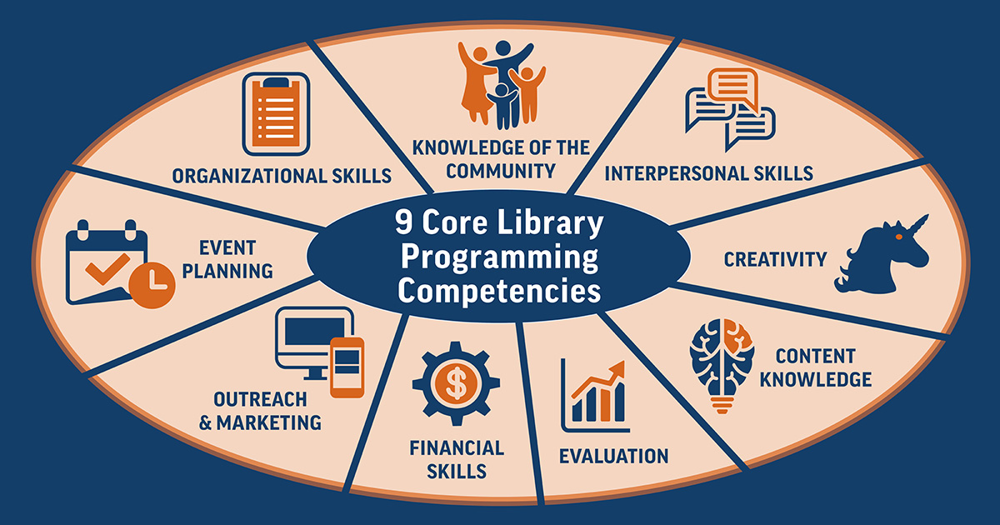 9 Core Library
Programming
Competencies
KNOWLEDGE OF THE
COMMUNITY
INTERPERSONAL SKILLS
CREATIVITY
CONTENT
KNOWLEDGE
EVALUATION
FINANCIAL
SKILLS
$
OUTREACH
& MARKETING
EVENT
PLANNING
ORGANIZATIONAL SKILLS